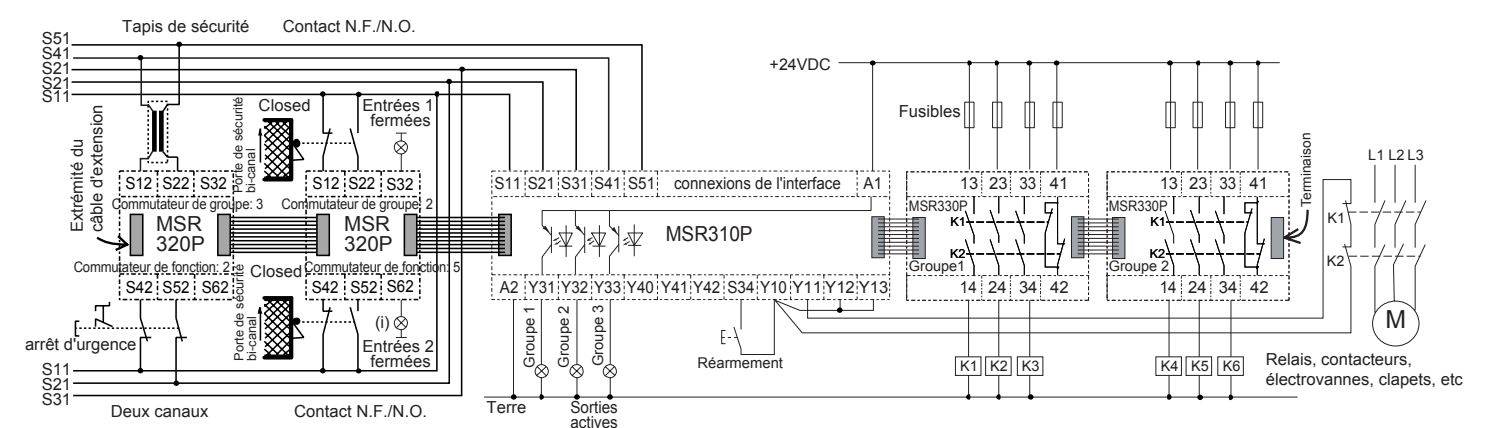 Tapis de sécurité
Contact N.F./N.O.
S51
S41
S21
S21
S11
+24VDC
Fusibles
Closed
Entrées 1
fermées
Porte de sécurité
bi-canal
Extrémité du
câble d'extension
S12 S22 S32
Commutateur de groupe: 3
MSR
320P
Commutateur de fonction: 2
S42 S52 S62
S12 S22 S32
Commutateur de groupe: 2
MSR
320P
Commutateur de fonction: 5
S42 S52 S62
Closed
Porte de sécurité
bi-canal
(i)
Entrées 2
fermées
arrêt d'urgence
S11
S21
S31
Deux canaux
Contact N.F./N.O.
S11 S21 S31 S41 S51 connexions de l'interface A1
MSR310P
A2 Y31 Y32 Y33 Y40 Y41 Y42 S34 Y10 Y11 Y12 Y13
Groupe 1
Groupe 2
Groupe 3
Réarmement
Terre
Sorties
actives
13 23 33 41
MSR330P
K1
K2
Groupe1
14 24 34 42
13 23 33 41
MSR330P
K1
K2
Groupe 2
14 24 34 42
Terminaison
L1 L2 L3
K1
K2
M
K1 K2 K3
K4 K5 K6
Relais, contacteurs,
électrovannes, clapets, etc